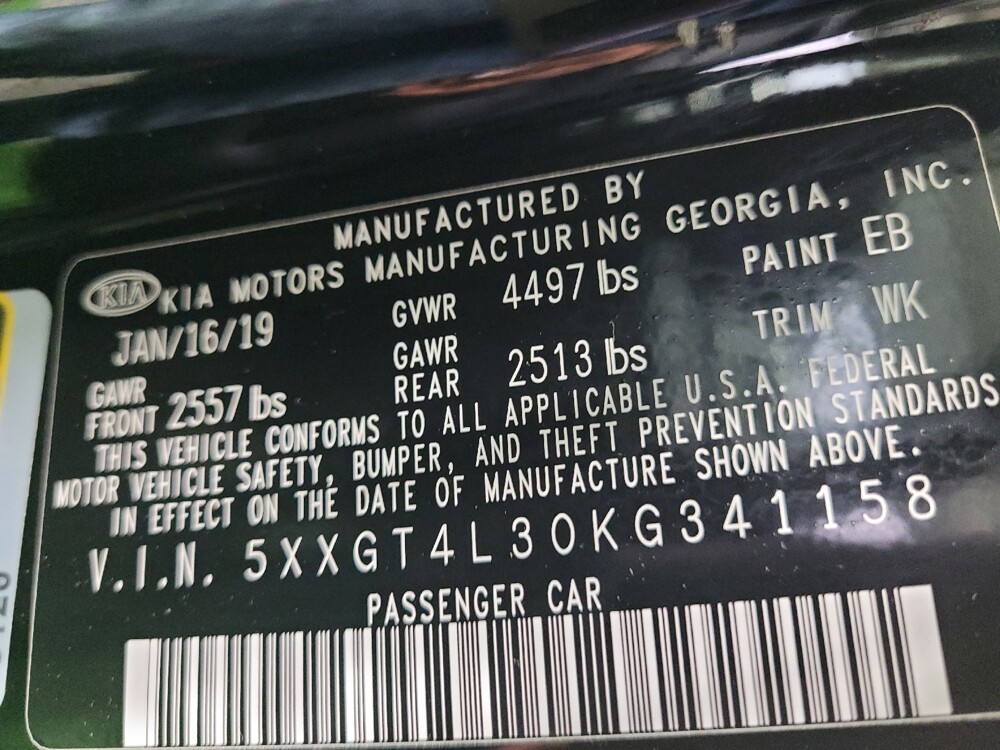 MANUFACTURED BY
KIA KIA MOTORS MANUFACTURING GEORGIA, INC.
JAN/16/19 GVWR 4497 lbs PAINT EB
GAWR FRONT 2557 lbs GAWR REAR 2513 lbs TRIM WK
THIS VEHICLE CONFORMS TO ALL APPLICABLE U.S.A. FEDERAL
MOTOR VEHICLE SAFETY, BUMPER, AND THEFT PREVENTION STANDARDS
IN EFFECT ON THE DATE OF MANUFACTURE SHOWN ABOVE.
V.I.N. 5XXGT4L30KG341158
PASSENGER CAR